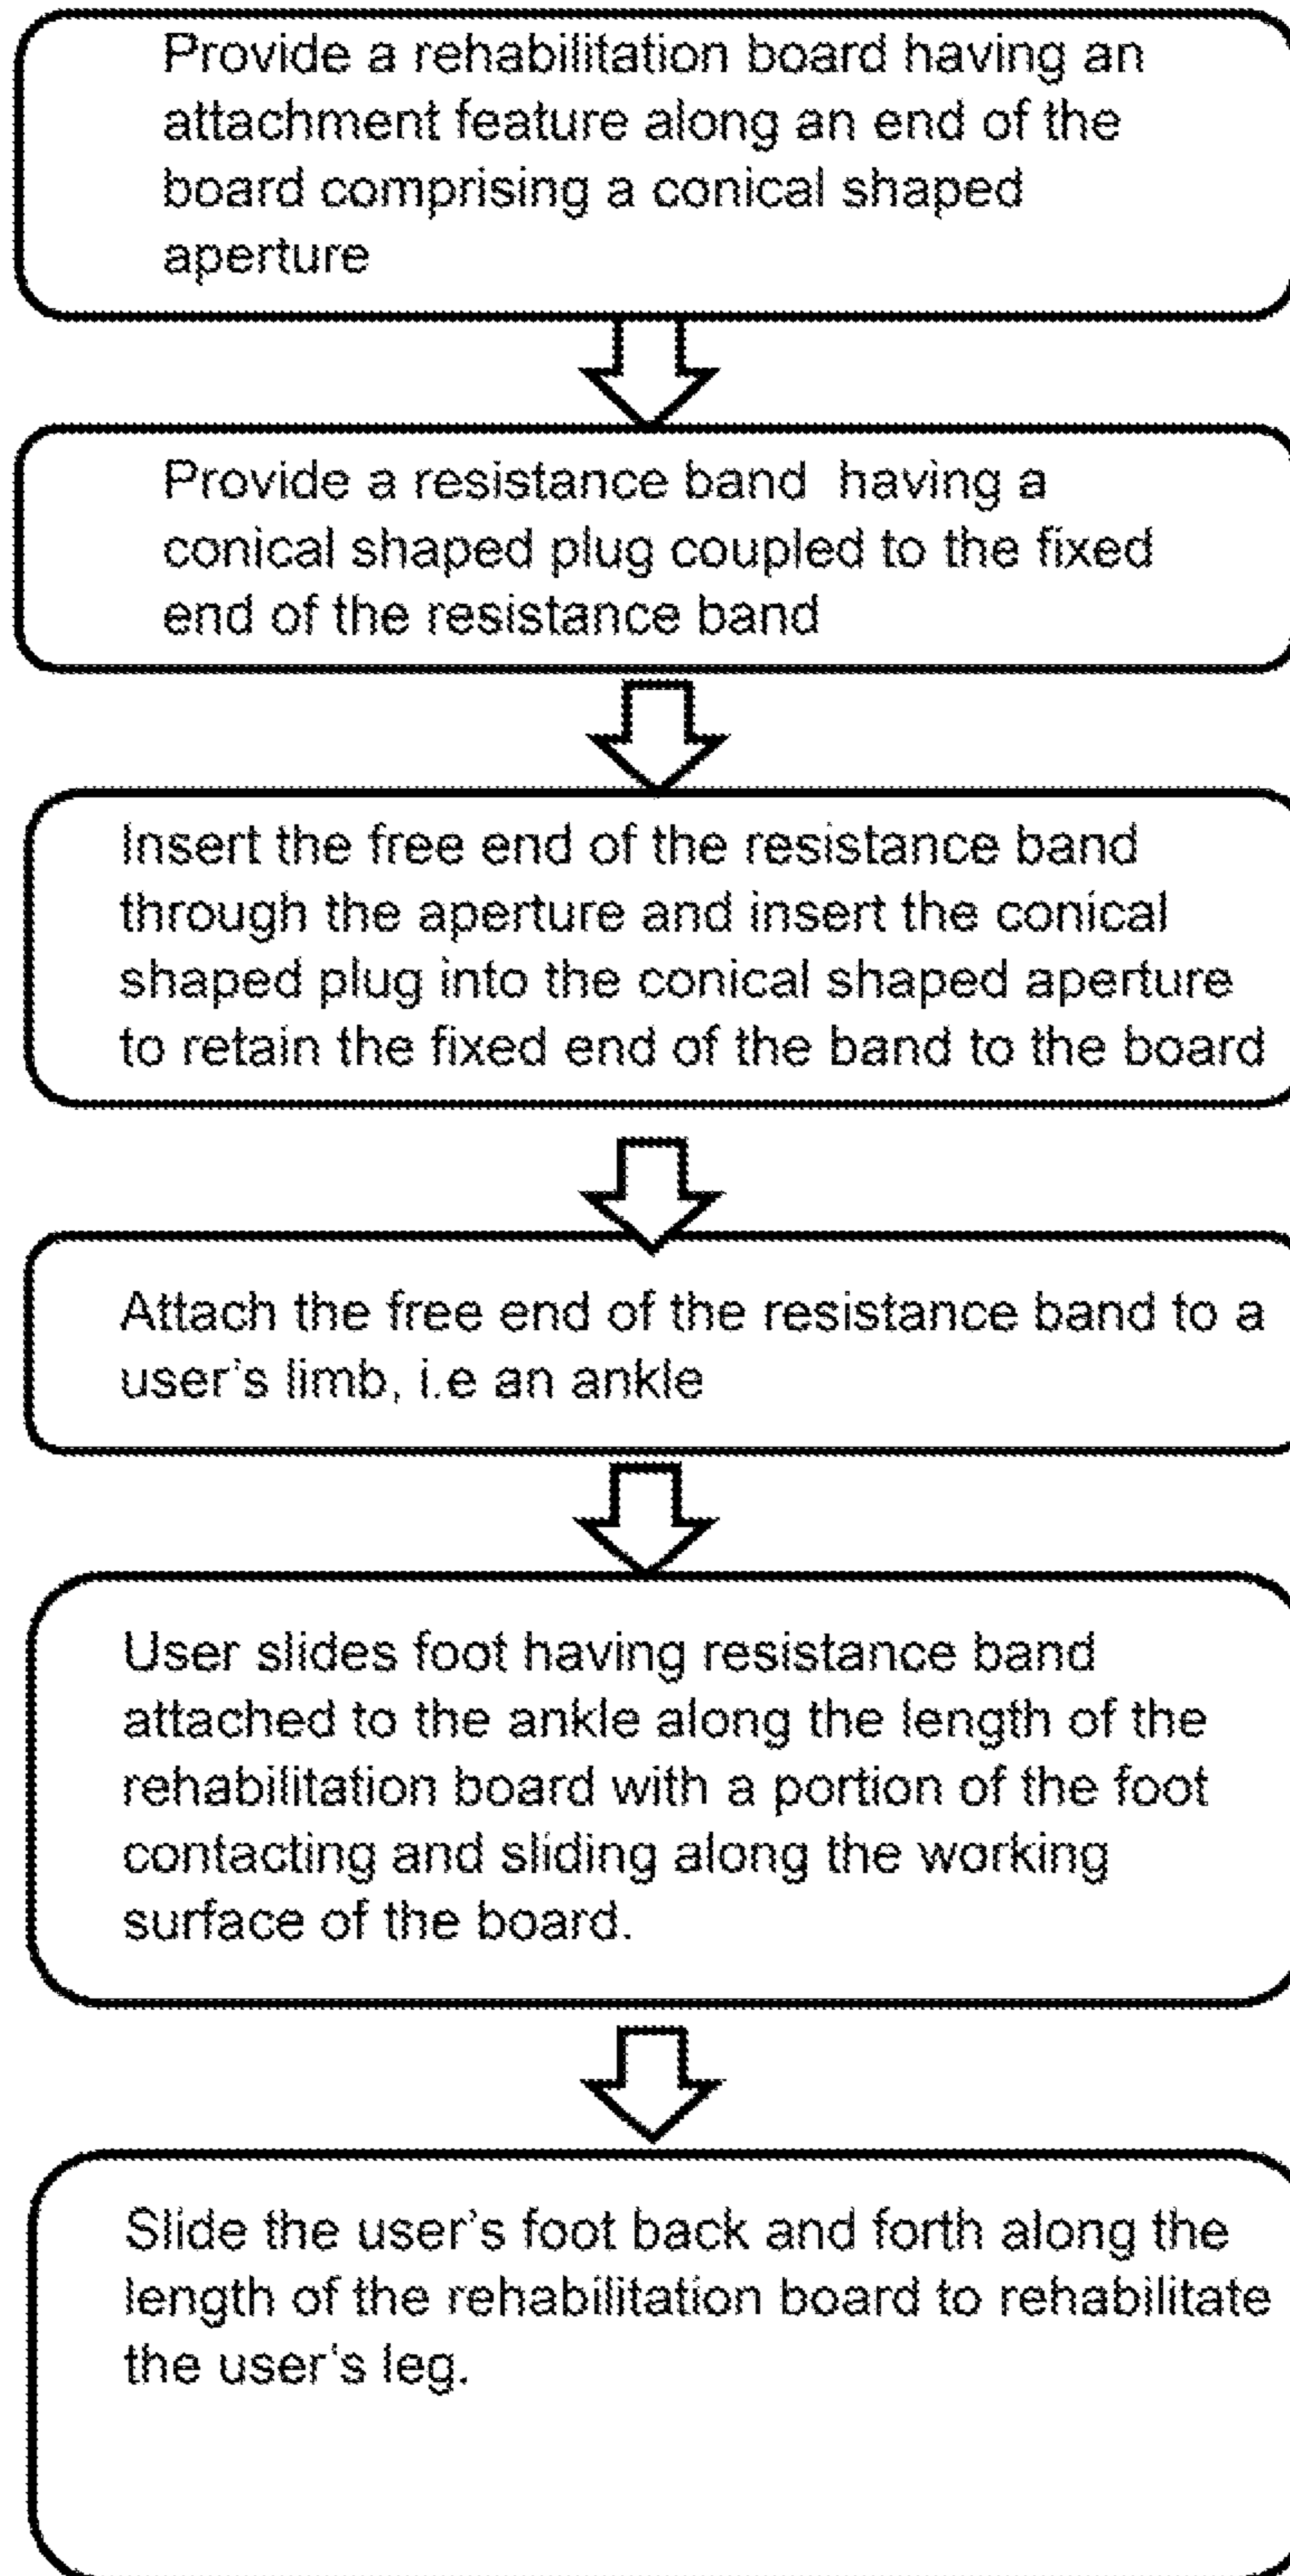 Provide a rehabilitation board having an
attachment feature along an end of the
board comprising a conical shaped
aperture
Provide a resistance band having a
conical shaped plug coupled to the fixed
end of the resistance band
Insert the free end of the resistance band
through the aperture and insert the conical
shaped plug into the conical shaped aperture
to retain the fixed end of the band to the board
Attach the free end of the resistance band to a
user's limb, i.e an ankle
User slides foot having resistance band
attached to the ankle along the length of the
rehabilitation board with a portion of the foot
contacting and sliding along the working
surface of the board.
Slide the user's foot back and forth along the
length of the rehabilitation board to rehabilitate
the user's leg.